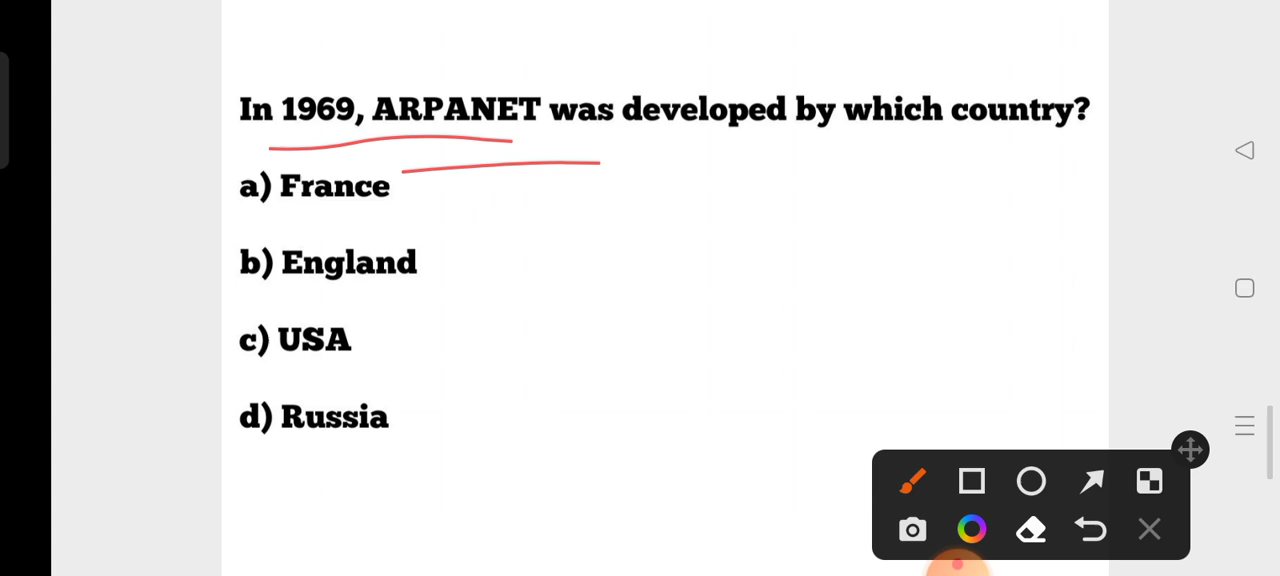 In 1969, ARPANET was developed by which country?
a) France
b) England
c) USA
d) Russia